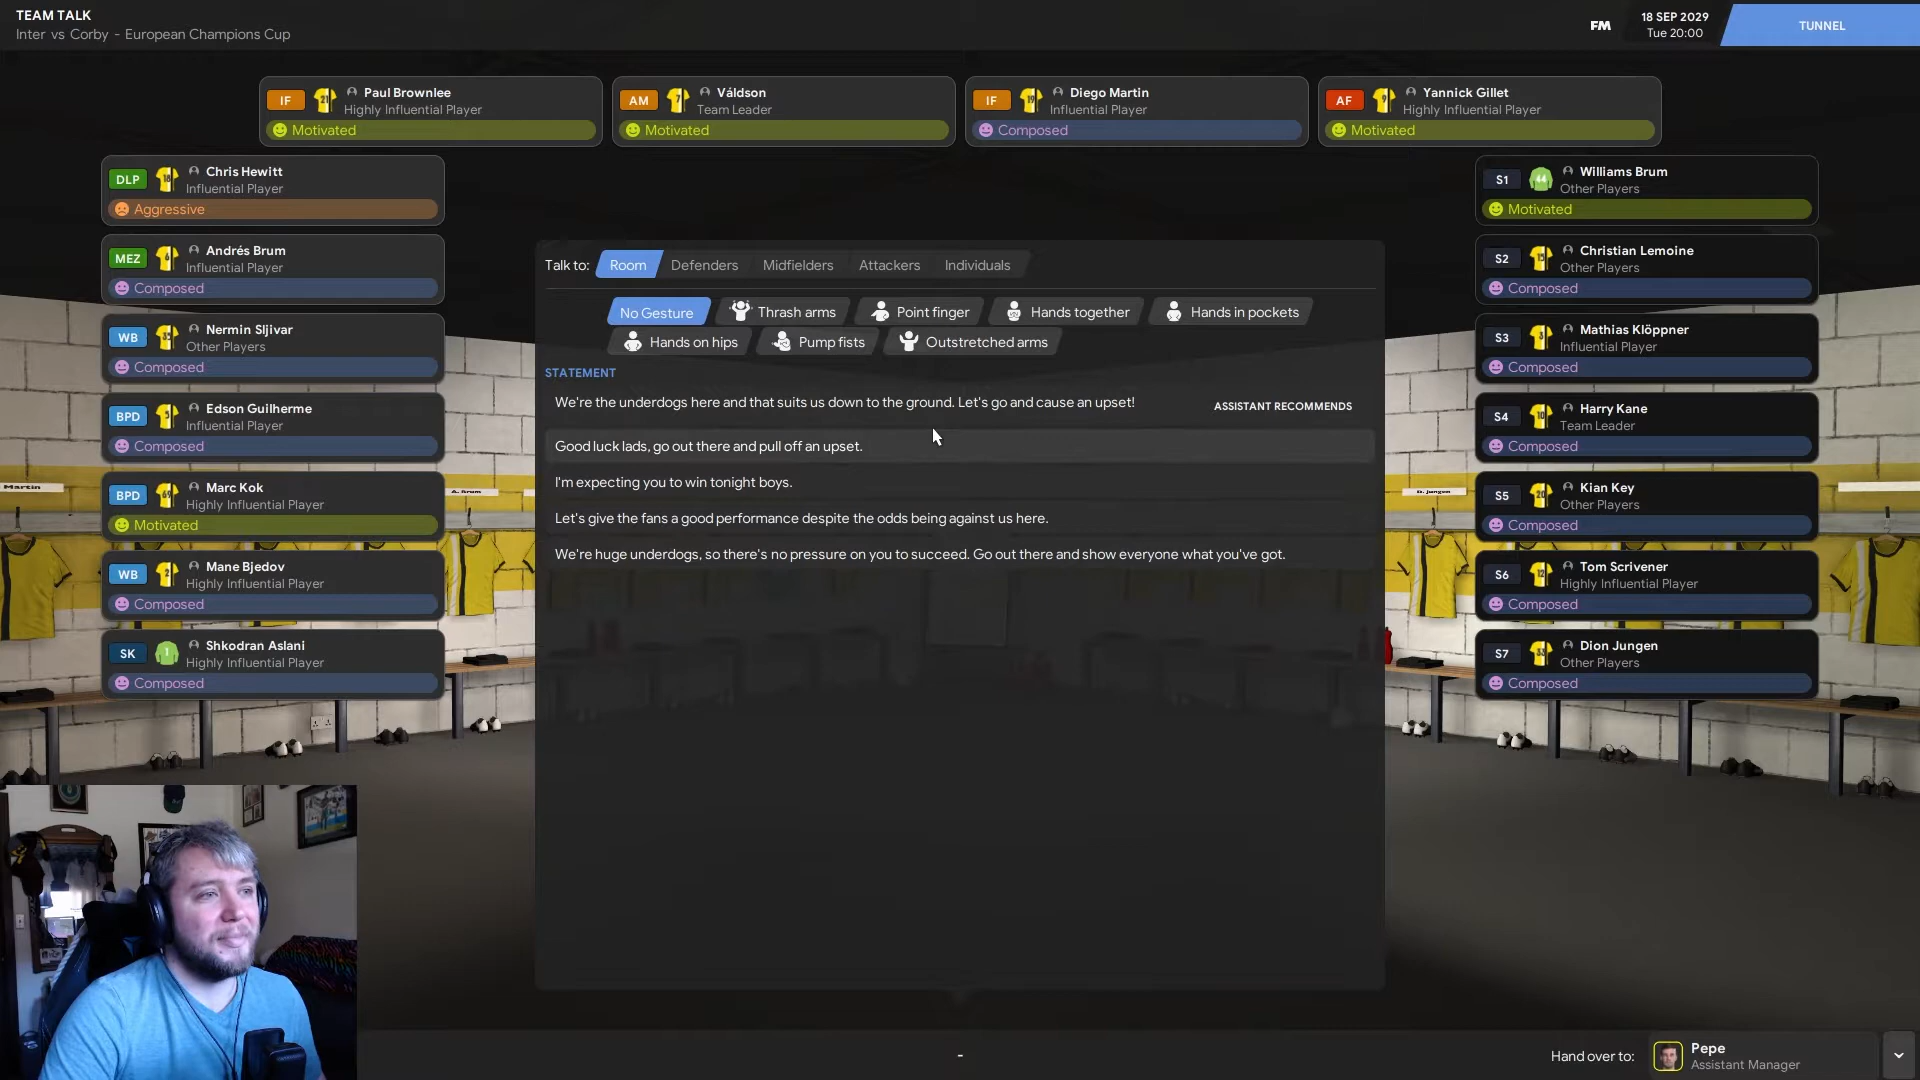 TEAM TALK
Inter vs Corby - European Champions Cup
FM
18 SEP 2029
Tue 20:00
TUNNEL
IF
Paul Brownlee
Highly Influential Player
Motivated
AM
Váldson
Team Leader
Motivated
IF
Diego Martin
Influential Player
Composed
AF
Yannick Gillet
Highly Influential Player
Motivated
DLP
Chris Hewitt
Influential Player
Aggressive
MEZ
Andrés Brum
Influential Player
Composed
WB
Nermin Sljivar
Other Players
Composed
BPD
Edson Guilherme
Influential Player
Composed
BPD
Marc Kok
Highly Influential Player
Motivated
WB
Mane Bjedov
Highly Influential Player
Composed
SK
Shkodran Aslani
Highly Influential Player
Composed
Talk to:
Room
Defenders
Midfielders
Attackers
Individuals
No Gesture
Thrash arms
Point finger
Hands together
Hands in pockets
Hands on hips
Pump fists
Outstretched arms
STATEMENT
We're the underdogs here and that suits us down to the ground. Let's go and cause an upset!
ASSISTANT RECOMMENDS
Good luck lads, go out there and pull off an upset.
I'm expecting you to win tonight boys.
Let's give the fans a good performance despite the odds being against us here.
We're huge underdogs, so there's no pressure on you to succeed. Go out there and show everyone what you've got.
S1
Williams Brum
Other Players
Motivated
S2
Christian Lemoine
Other Players
Composed
S3
Mathias Klöppner
Influential Player
Composed
S4
Harry Kane
Team Leader
Composed
S5
Kian Key
Other Players
Composed
S6
Tom Scrivener
Highly Influential Player
Composed
S7
Dion Jungen
Other Players
Composed
Martin
A. Brum
D. Jungen
-
Hand over to:
Pepe
Assistant Manager